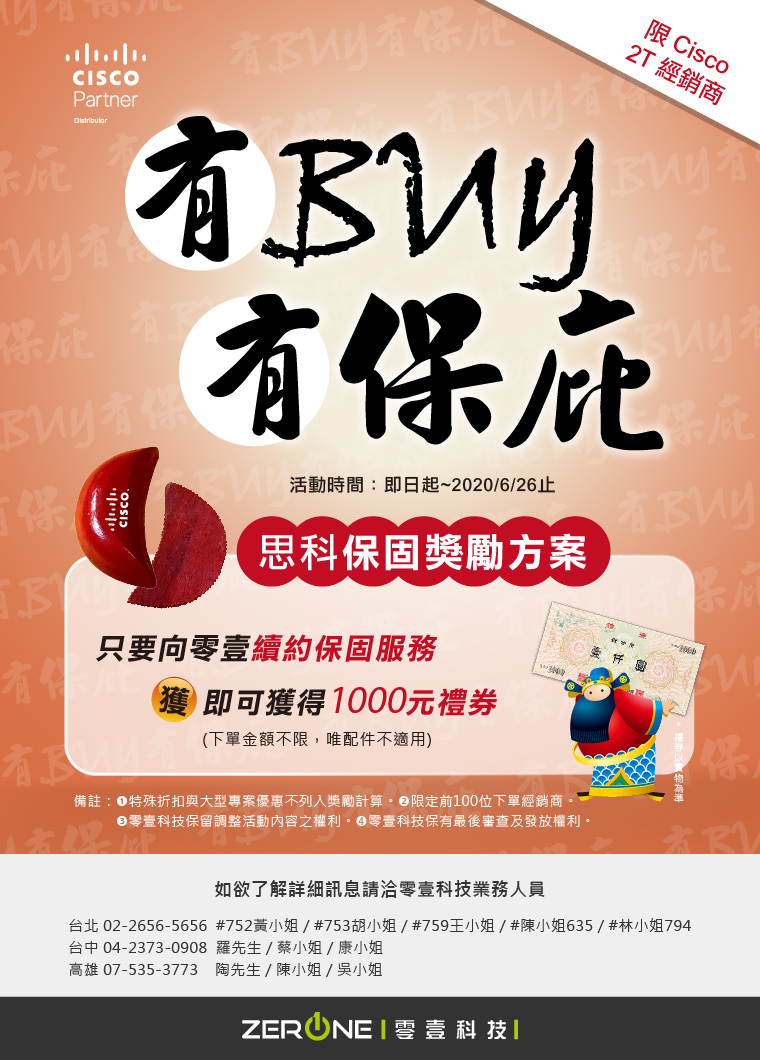 限 Cisco
2T 經銷商
CISCO
Partner
Distributor
有BUY
有保庇
活動時間：即日起~2020/6/26止
CISCO
思科保固獎勵方案
只要向零壹續約保固服務
獲 即可獲得1000元禮券
(下單金額不限，唯配件不適用)
壹仟圓
*禮券以實物為準
備註：❶特殊折扣與大型專案優惠不列入獎勵計算。❷限定前100位下單經銷商。
❸零壹科技保留調整活動內容之權利。❹零壹科技保有最後審查及發放權利。
如欲了解詳細訊息請洽零壹科技業務人員
台北 02-2656-5656 #752黃小姐 / #753胡小姐 / #759王小姐 / #陳小姐635 / #林小姐794
台中 04-2373-0908 羅先生 / 蔡小姐 / 康小姐
高雄 07-535-3773 陶先生 / 陳小姐 / 吳小姐
ZERONE 零壹科技